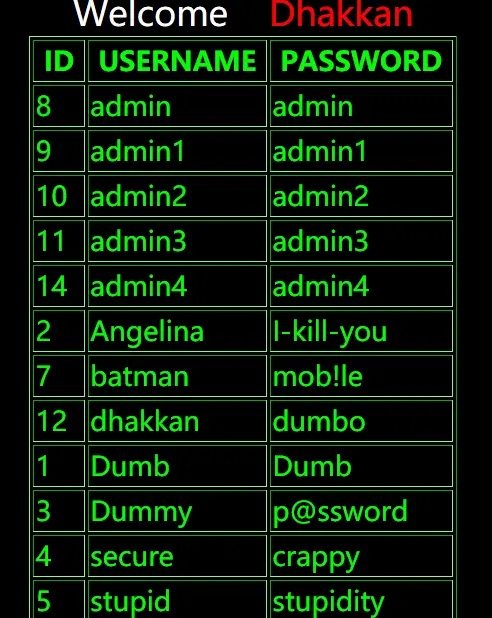 Welcome Dhakkan
ID USERNAME PASSWORD
8 admin admin
9 admin1 admin1
10 admin2 admin2
11 admin3 admin3
14 admin4 admin4
2 Angelina I-kill-you
7 batman mob!le
12 dhakkan dumbo
1 Dumb Dumb
3 Dummy p@ssword
4 secure crappy
5 stupid stupidity